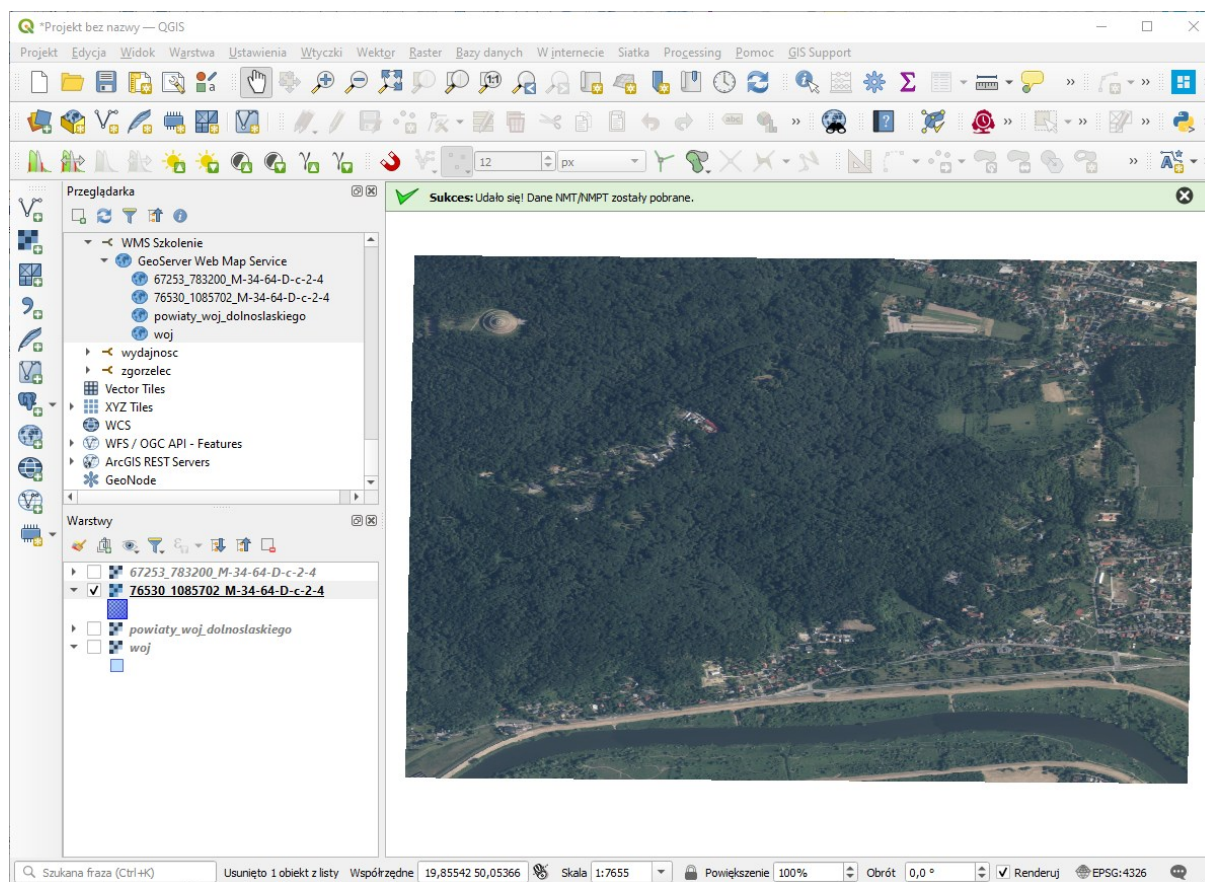 *Projekt bez nazwy — QGIS
Projekt Edycja Widok Warstwa Ustawienia Wtyczki Wektor Raster Bazy danych W internecie Siatka Processing Pomoc GIS Support
12 px
Przeglądarka
Sukces: Udało się! Dane NMT/NMPT zostały pobrane.
WMS Szkolenie
GeoServer Web Map Service
67253_783200_M-34-64-D-c-2-4
76530_1085702_M-34-64-D-c-2-4
powiaty_woj_dolnoslaskiego
woj
wydajnosc
zgorzelec
Vector Tiles
XYZ Tiles
WCS
WFS / OGC API - Features
ArcGIS REST Servers
GeoNode
Warstwy
67253_783200_M-34-64-D-c-2-4
76530_1085702_M-34-64-D-c-2-4
powiaty_woj_dolnoslaskiego
woj
Szukana fraza (Ctrl+K) Usunięto 1 obiekt z listy Współrzędne 19,85542 50,05366 Skala 1:7655 Powiększenie 100% Obrót 0,0 ° Renderuj EPSG:4326